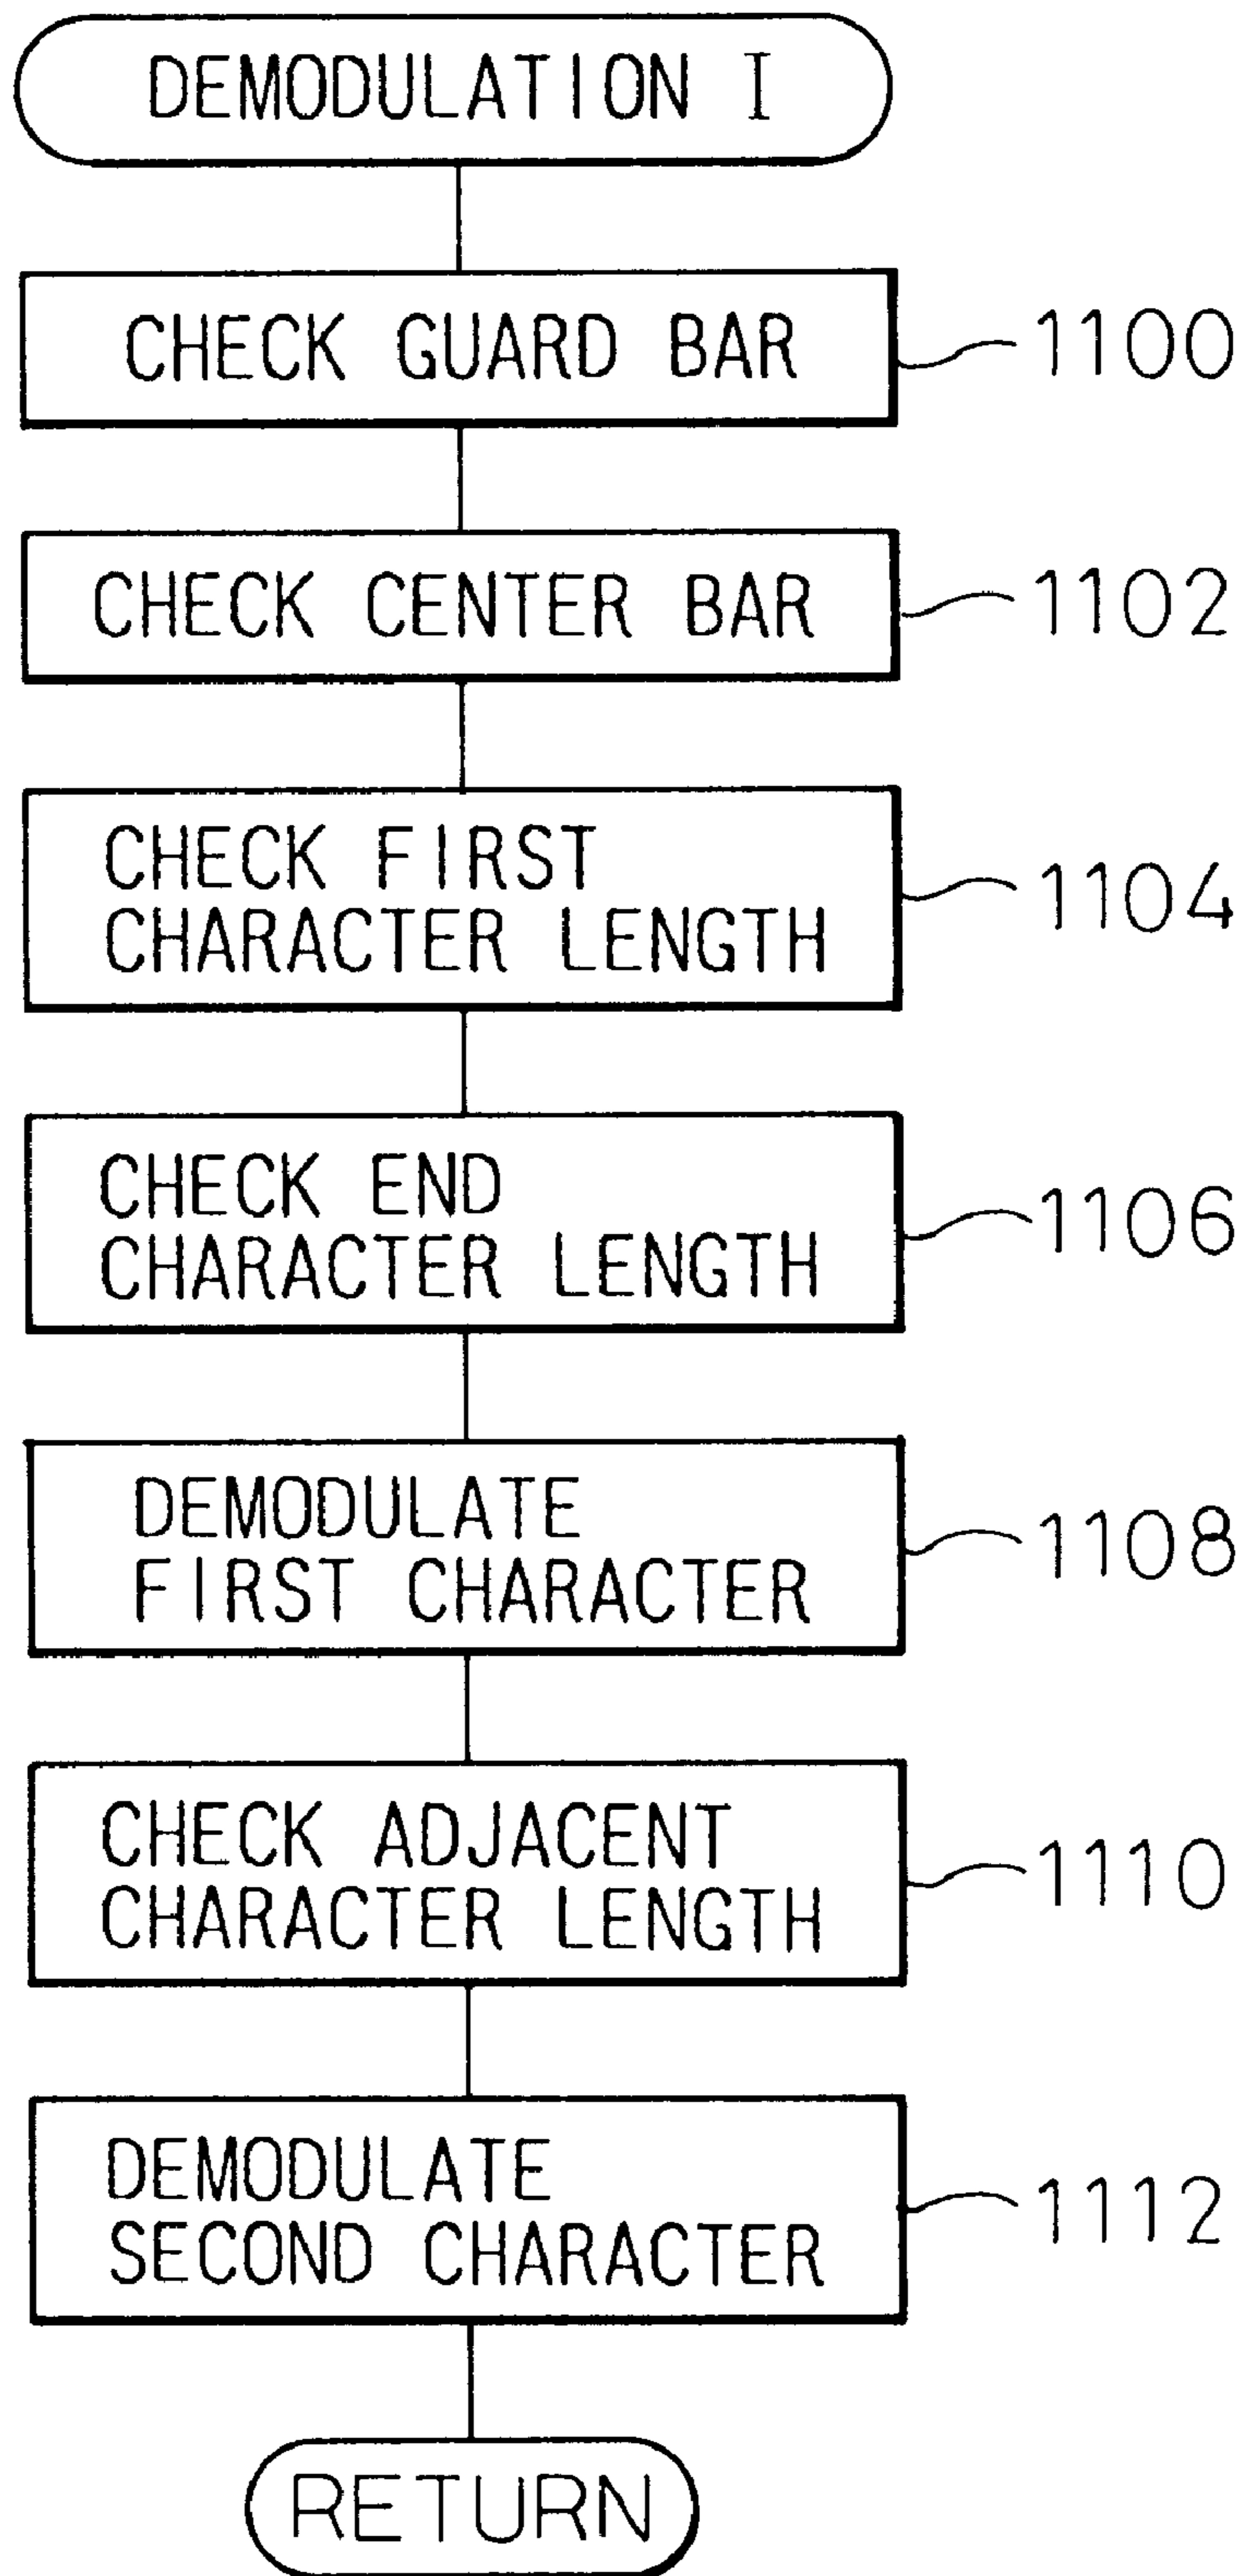 DEMODULATION I
CHECK GUARD BAR
1100
CHECK CENTER BAR
1102
CHECK FIRST
CHARACTER LENGTH
1104
CHECK END
CHARACTER LENGTH
1106
DEMODULATE
FIRST CHARACTER
1108
CHECK ADJACENT
CHARACTER LENGTH
1110
DEMODULATE
SECOND CHARACTER
1112
RETURN